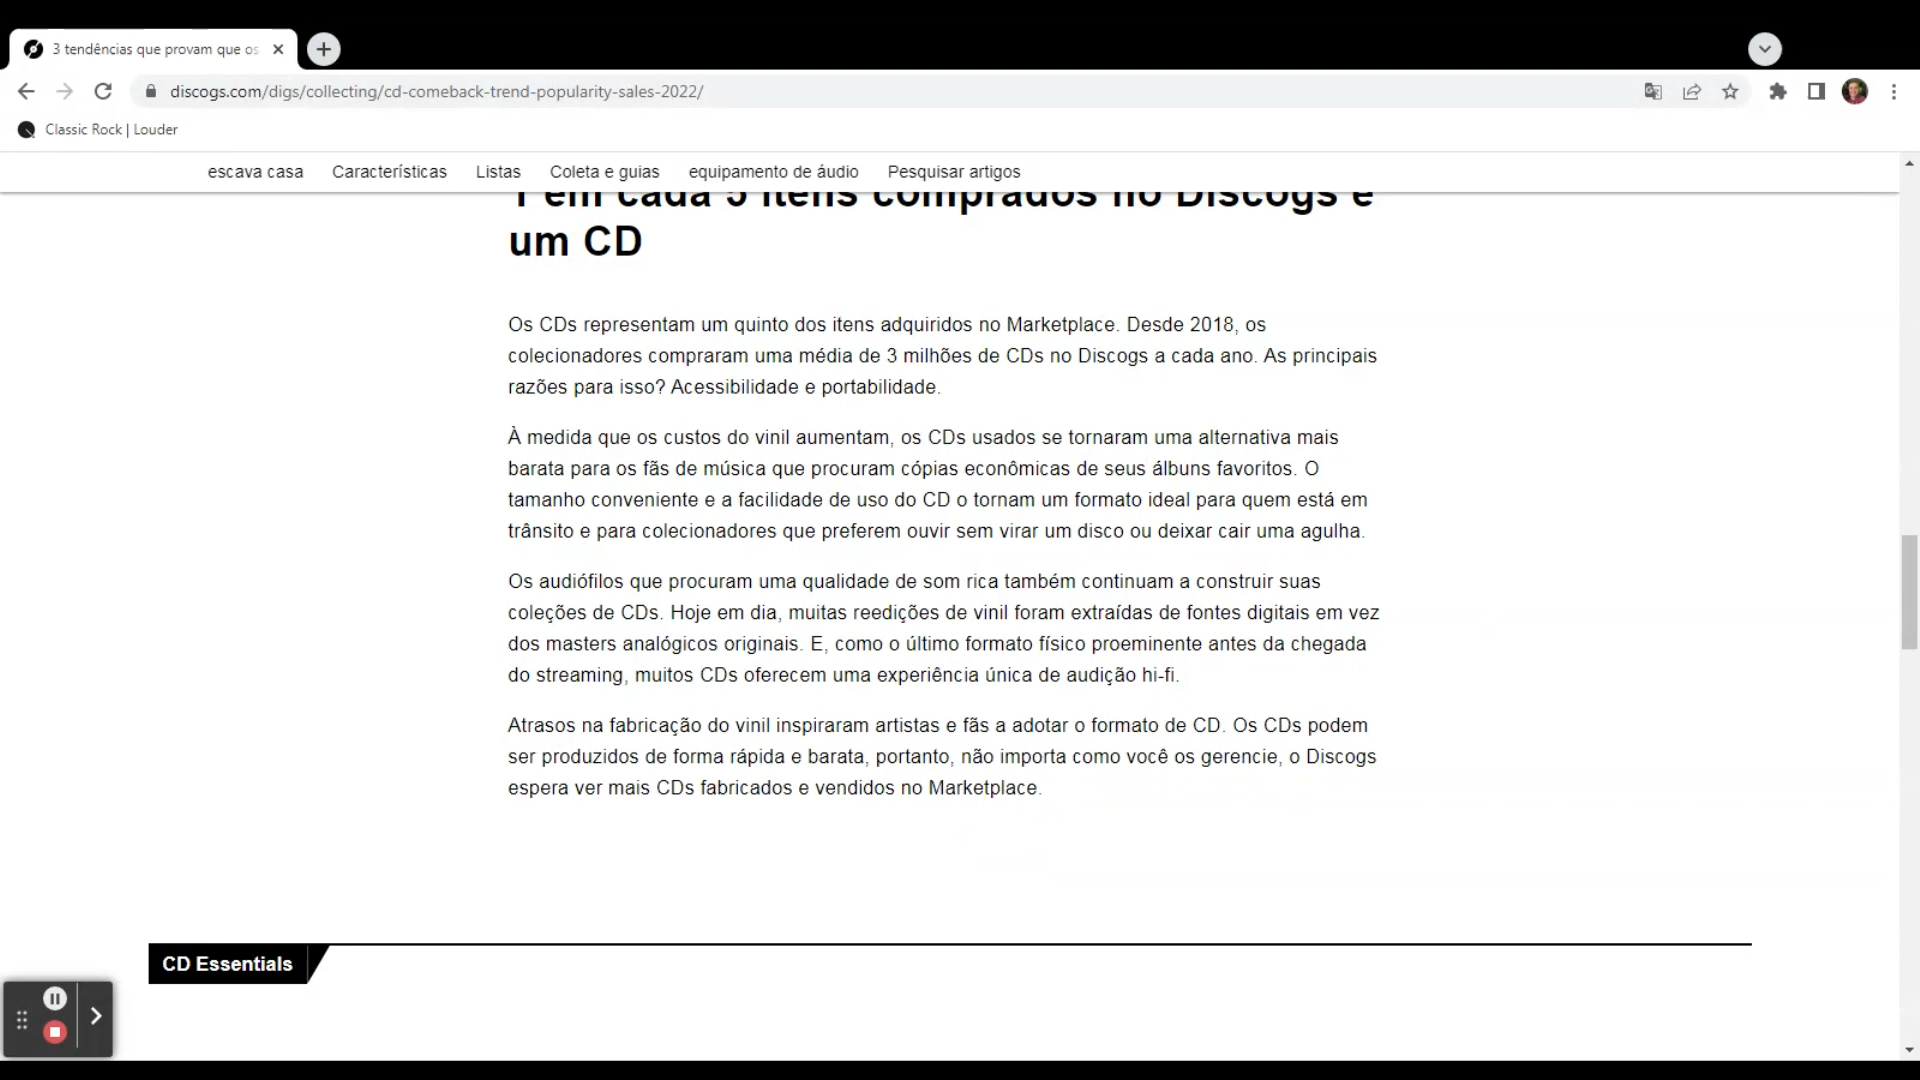 3 tendências que provam que os
discogs.com/digs/collecting/cd-comeback-trend-popularity-sales-2022/
Classic Rock | Louder
escava casa Características Listas Coleta e guias equipamento de áudio Pesquisar artigos
1 em cada 5 itens comprados no Discogs é
um CD
Os CDs representam um quinto dos itens adquiridos no Marketplace. Desde 2018, os
colecionadores compraram uma média de 3 milhões de CDs no Discogs a cada ano. As principais
razões para isso? Acessibilidade e portabilidade.
À medida que os custos do vinil aumentam, os CDs usados se tornaram uma alternativa mais
barata para os fãs de música que procuram cópias econômicas de seus álbuns favoritos. O
tamanho conveniente e a facilidade de uso do CD o tornam um formato ideal para quem está em
trânsito e para colecionadores que preferem ouvir sem virar um disco ou deixar cair uma agulha.
Os audiófilos que procuram uma qualidade de som rica também continuam a construir suas
coleções de CDs. Hoje em dia, muitas reedições de vinil foram extraídas de fontes digitais em vez
dos masters analógicos originais. E, como o último formato físico proeminente antes da chegada
do streaming, muitos CDs oferecem uma experiência única de audição hi-fi.
Atrasos na fabricação do vinil inspiraram artistas e fãs a adotar o formato de CD. Os CDs podem
ser produzidos de forma rápida e barata, portanto, não importa como você os gerencie, o Discogs
espera ver mais CDs fabricados e vendidos no Marketplace.
CD Essentials